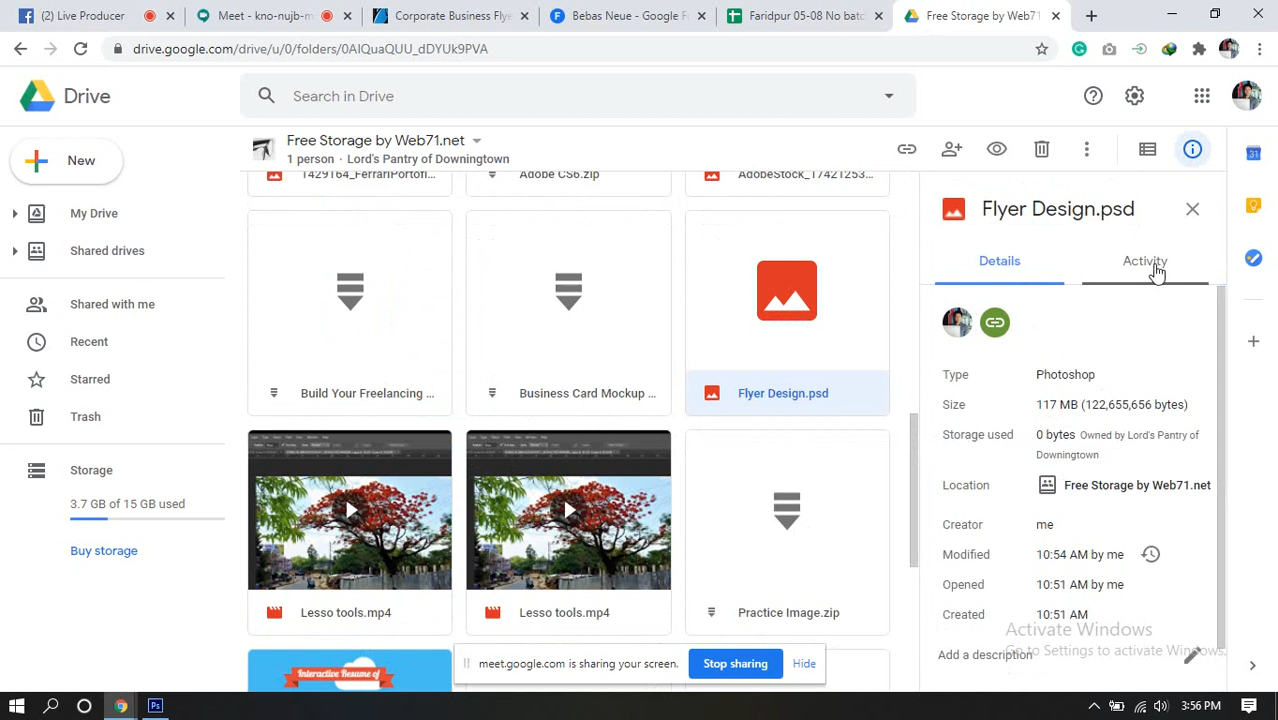 Live Producer
Meet - kno-nujb-m
Corporate Business Flye
Bebas Neue - Google F
Faridpur 05-08 No batc
Free Storage by Web71
drive.google.com/drive/u/0/folders/0AIQuaQUU_dDYUk9PVA
Drive
Search in Drive
New
Free Storage by Web71.net
1 person · Lord's Pantry of Downingtown
My Drive
Shared drives
Shared with me
Recent
Starred
Trash
Storage
3.7 GB of 15 GB used
Buy storage
1429164_FerrariPortofi...
Adobe CS6.zip
AdobeStock_17421253...
Build Your Freelancing ...
Business Card Mockup ...
Flyer Design.psd
Lesso tools.mp4
Lesso tools.mp4
Practice Image.zip
Interactive Resume of
Flyer Design.psd
Details
Activity
Type Photoshop
Size 117 MB (122,655,656 bytes)
Storage used 0 bytes Owned by Lord's Pantry of
Downingtown
Location Free Storage by Web71.net
Creator me
Modified 10:54 AM by me
Opened 10:51 AM by me
Created 10:51 AM
Add a description
Activate Windows
Go to Settings to activate Windows.
meet.google.com is sharing your screen.
Stop sharing
Hide
31
3:56 PM